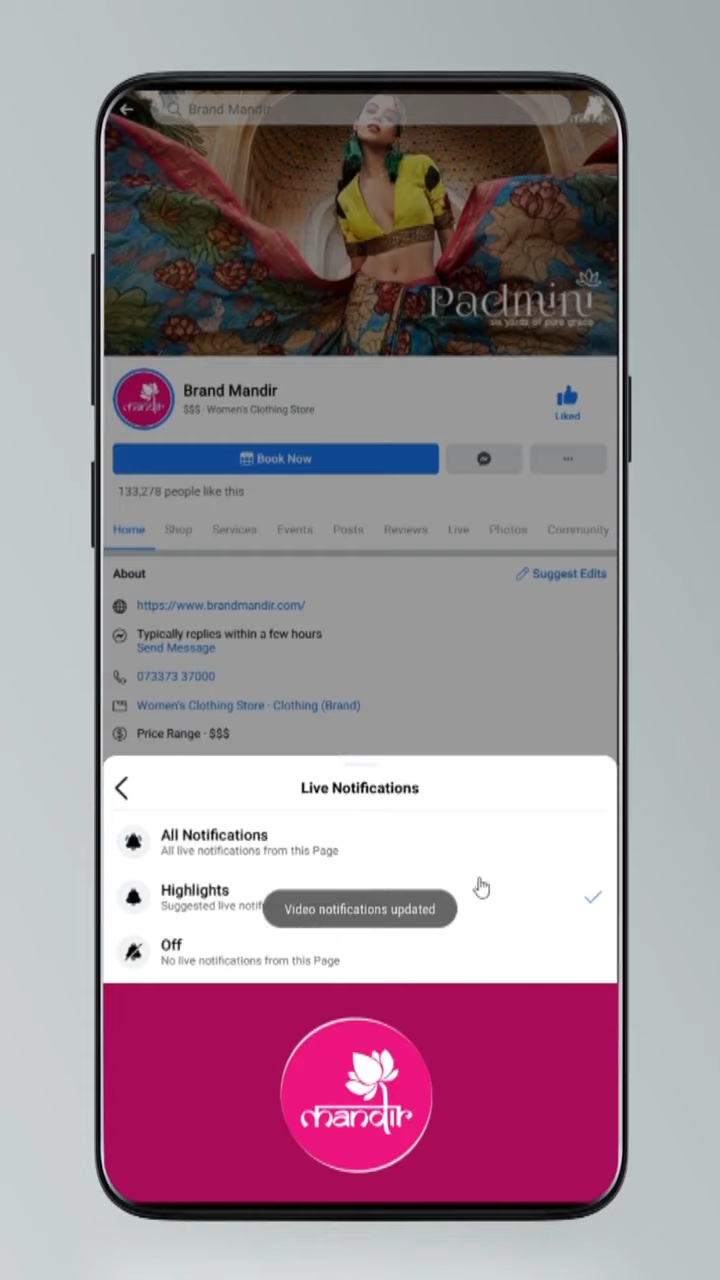 Brand Mandir
Padmini
six yards of pure grace
Brand Mandir
$$$ · Women's Clothing Store
Liked
mandir
Book Now
133,278 people like this
Home Shop Services Events Posts Reviews Live Photos Community
About
Suggest Edits
https://www.brandmandir.com/
Typically replies within a few hours
Send Message
073373 37000
Women's Clothing Store · Clothing (Brand)
Price Range · $$$
Live Notifications
All Notifications
All live notifications from this Page
Highlights
Suggested live notif
Video notifications updated
Off
No live notifications from this Page
mandir